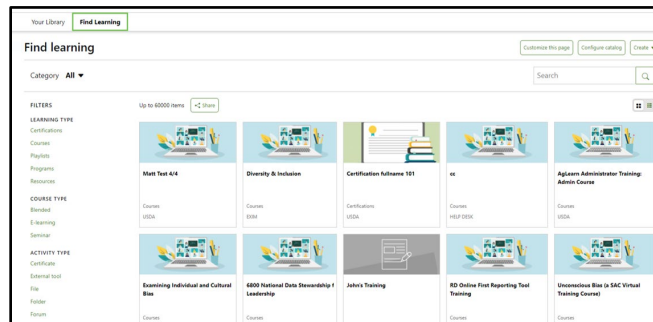 Your Library Find Learning
Find learning
Customize this page Configure catalog Create
Category All
Search
FILTERS
Up to 60000 items Share
LEARNING TYPE
Certifications
Courses
Playlists
Programs
Resources
COURSE TYPE
Blended
E-learning
Seminar
ACTIVITY TYPE
Certificate
External tool
File
Folder
Forum
Matt Test 4/4
Courses
USDA
Diversity & Inclusion
Courses
EXIM
Certification fullname 101
Certifications
USDA
cc
Courses
HELP DESK
AgLearn Administrator Training:
Admin Course
Courses
USDA
Examining Individual and Cultural
Bias
Courses
6800 National Data Stewardship f
Leadership
Courses
John's Training
RD Online First Reporting Tool
Training
Courses
Unconscious Bias (a SAC Virtual
Training Course)
Courses